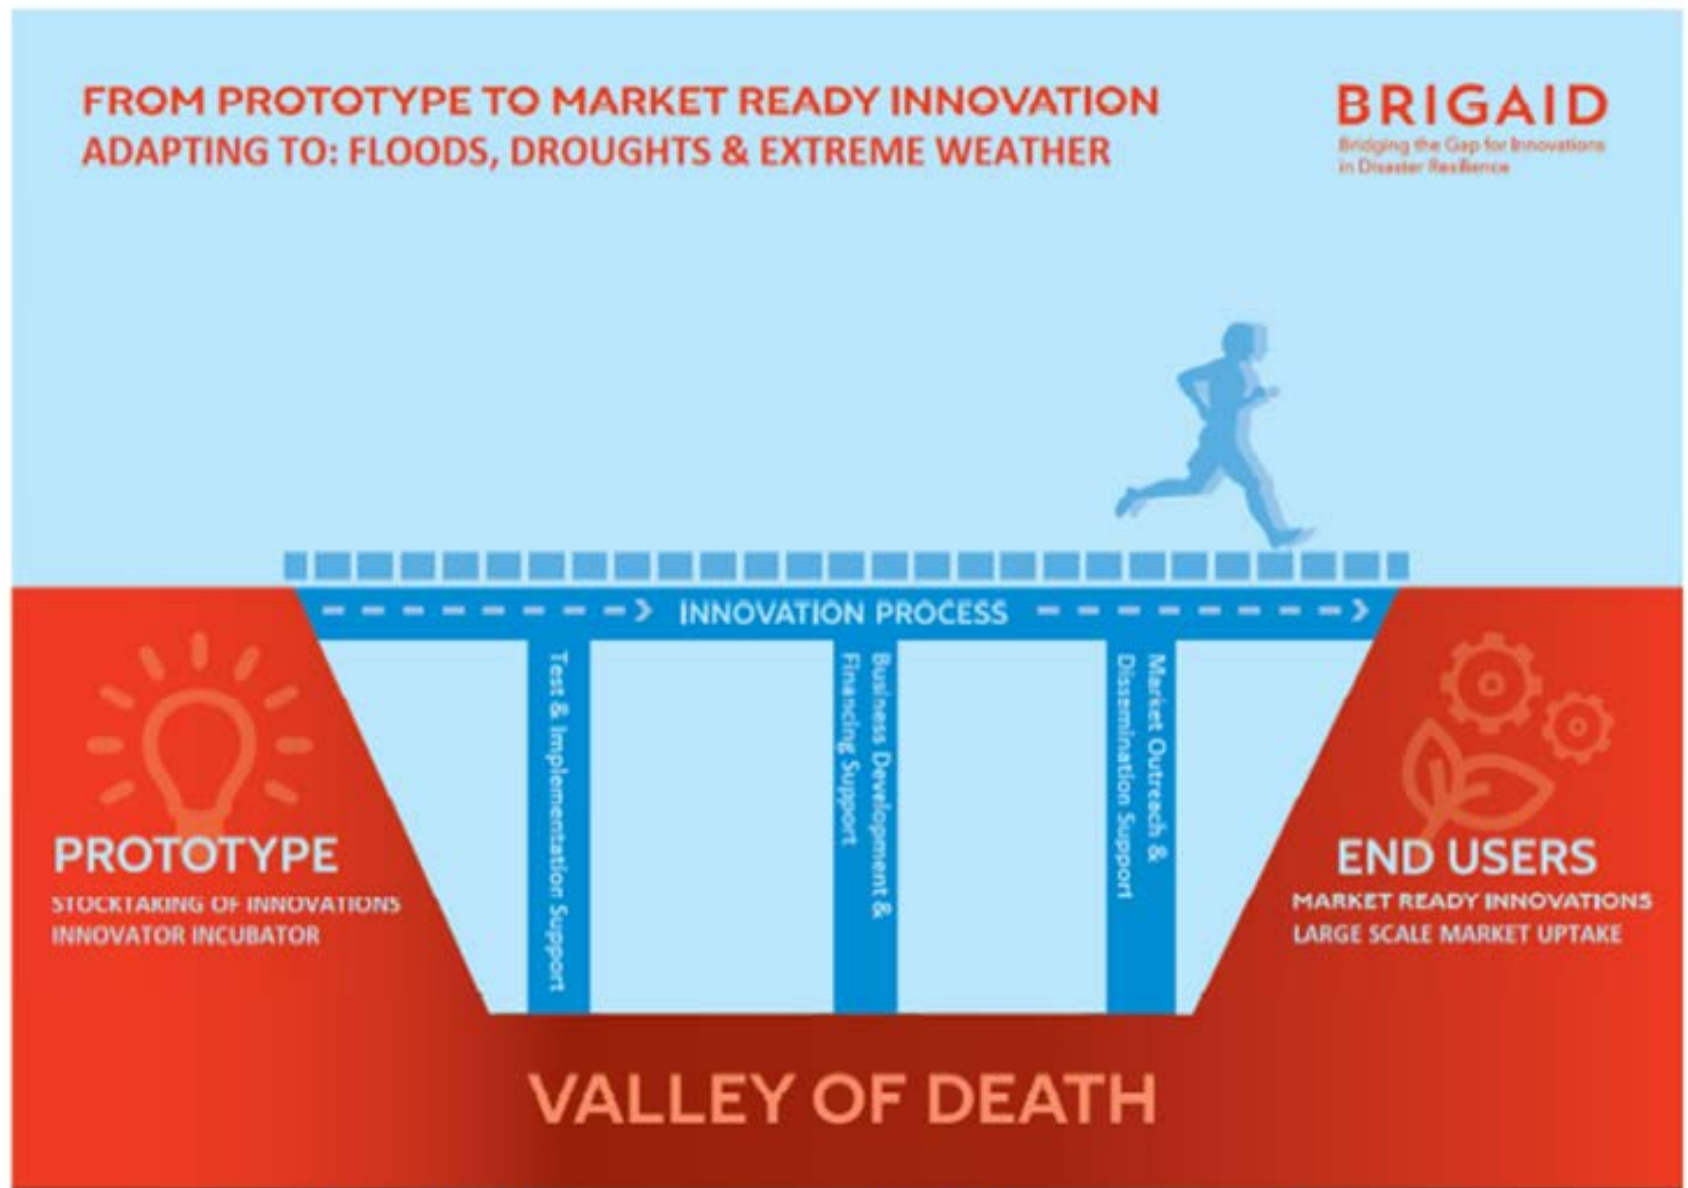 FROM PROTOTYPE TO MARKET READY INNOVATION
ADAPTING TO: FLOODS, DROUGHTS & EXTREME WEATHER
BRIGAID
Bridging the Gap for Innovations
in Disaster Resilience
INNOVATION PROCESS
Test & Implementation Support
Business Development &
Financing Support
Market Outreach &
Dissemination Support
PROTOTYPE
STOCKTAKING OF INNOVATIONS
INNOVATOR INCUBATOR
END USERS
MARKET READY INNOVATIONS
LARGE SCALE MARKET UPTAKE
VALLEY OF DEATH